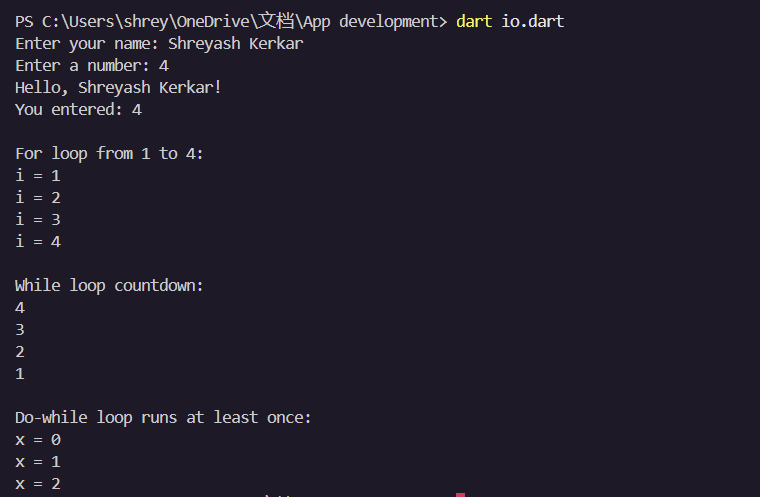 PS C:\Users\shrey\OneDrive\文档\App development> dart io.dart
Enter your name: Shreyash Kerkar
Enter a number: 4
Hello, Shreyash Kerkar!
You entered: 4
For loop from 1 to 4:
i = 1
i = 2
i = 3
i = 4
While loop countdown:
4
3
2
1
Do-while loop runs at least once:
x = 0
x = 1
x = 2